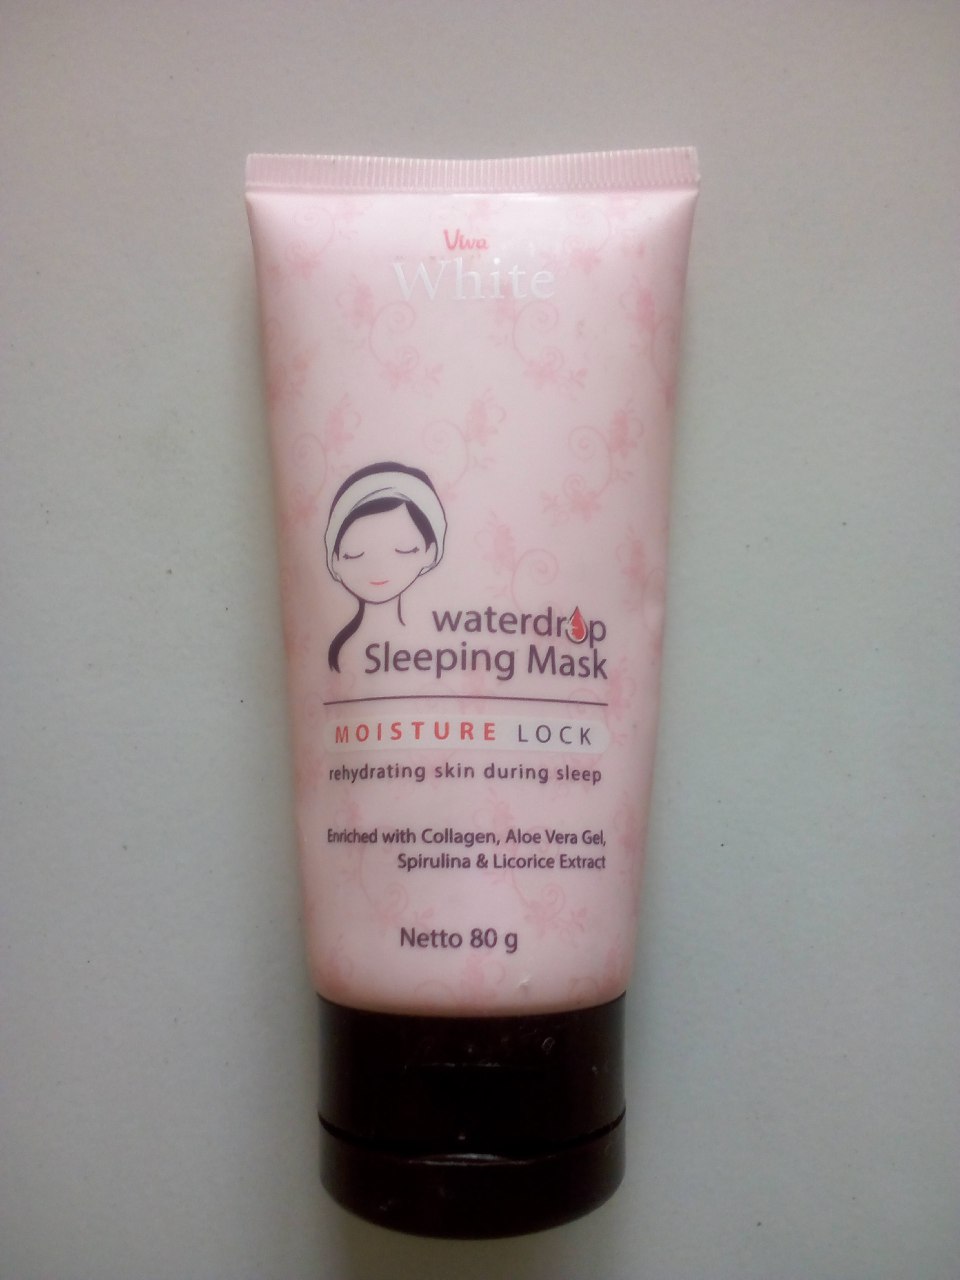 Viva
White
waterdrop
Sleeping Mask
MOISTURE LOCK
rehydrating skin during sleep
Enriched with Collagen, Aloe Vera Gel,
Spirulina & Licorice Extract
Netto 80 g